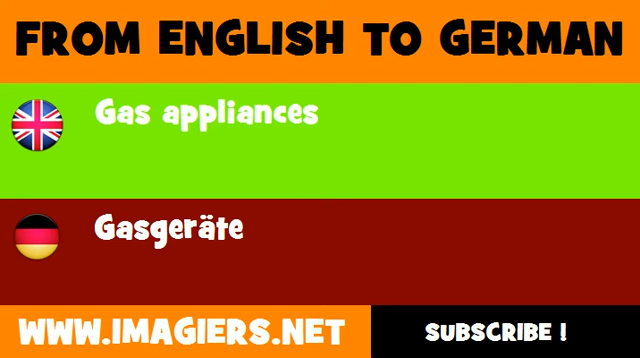 FROM ENGLISH TO GERMAN
Gas appliances
Gasgeräte
WWW.IMAGIERS.NET
SUBSCRIBE !